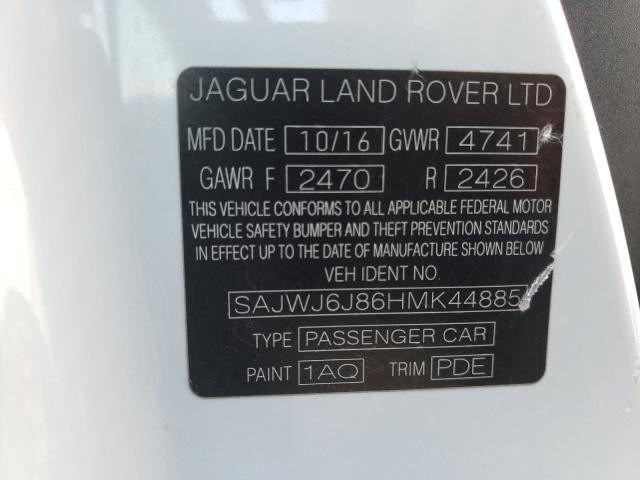 JAGUAR LAND ROVER LTD
MFD DATE 10/16 GVWR 4741
GAWR F 2470 R 2426
THIS VEHICLE CONFORMS TO ALL APPLICABLE FEDERAL MOTOR
VEHICLE SAFETY BUMPER AND THEFT PREVENTION STANDARDS
IN EFFECT UP TO THE DATE OF MANUFACTURE SHOWN BELOW
VEH IDENT NO.
SAJWJ6J86HMK44885
TYPE PASSENGER CAR
PAINT 1AQ TRIM PDE